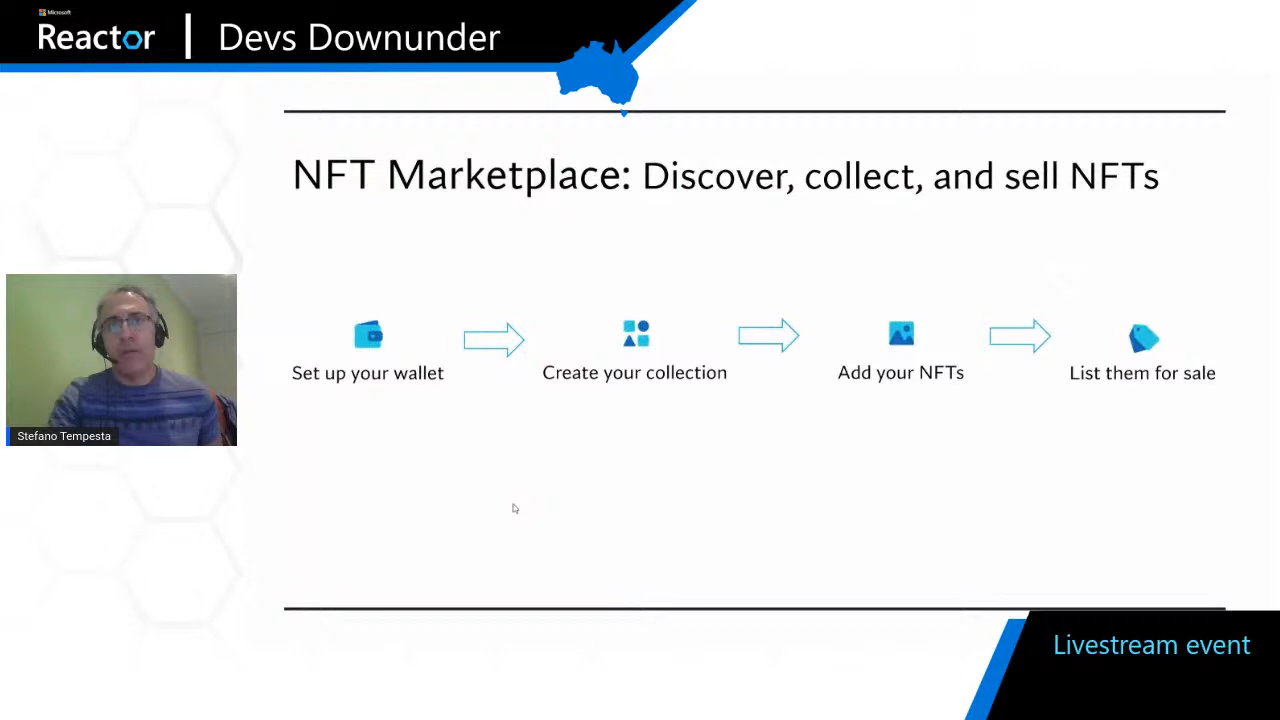 Microsoft
Reactor
Devs Downunder
NFT Marketplace: Discover, collect, and sell NFTs
Set up your wallet
Create your collection
Add your NFTs
List them for sale
Stefano Tempesta
Livestream event